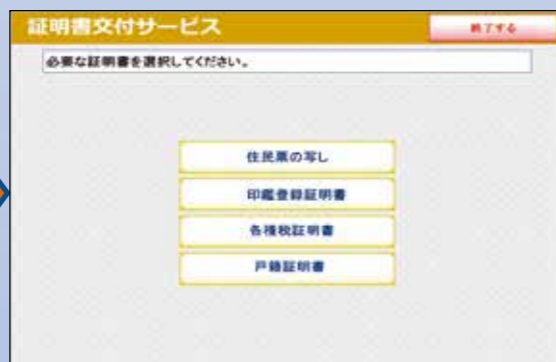 証明書交付サービス
終了する
必要な証明書を選択してください。
住民票の写し
印鑑登録証明書
各種税証明書
戸籍証明書